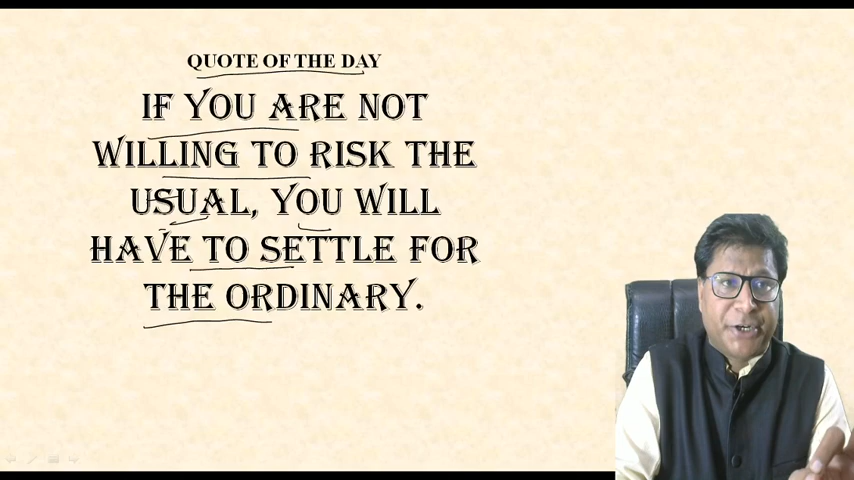 QUOTE OF THE DAY
IF YOU ARE NOT
WILLING TO RISK THE
USUAL, YOU WILL
HAVE TO SETTLE FOR
THE ORDINARY.